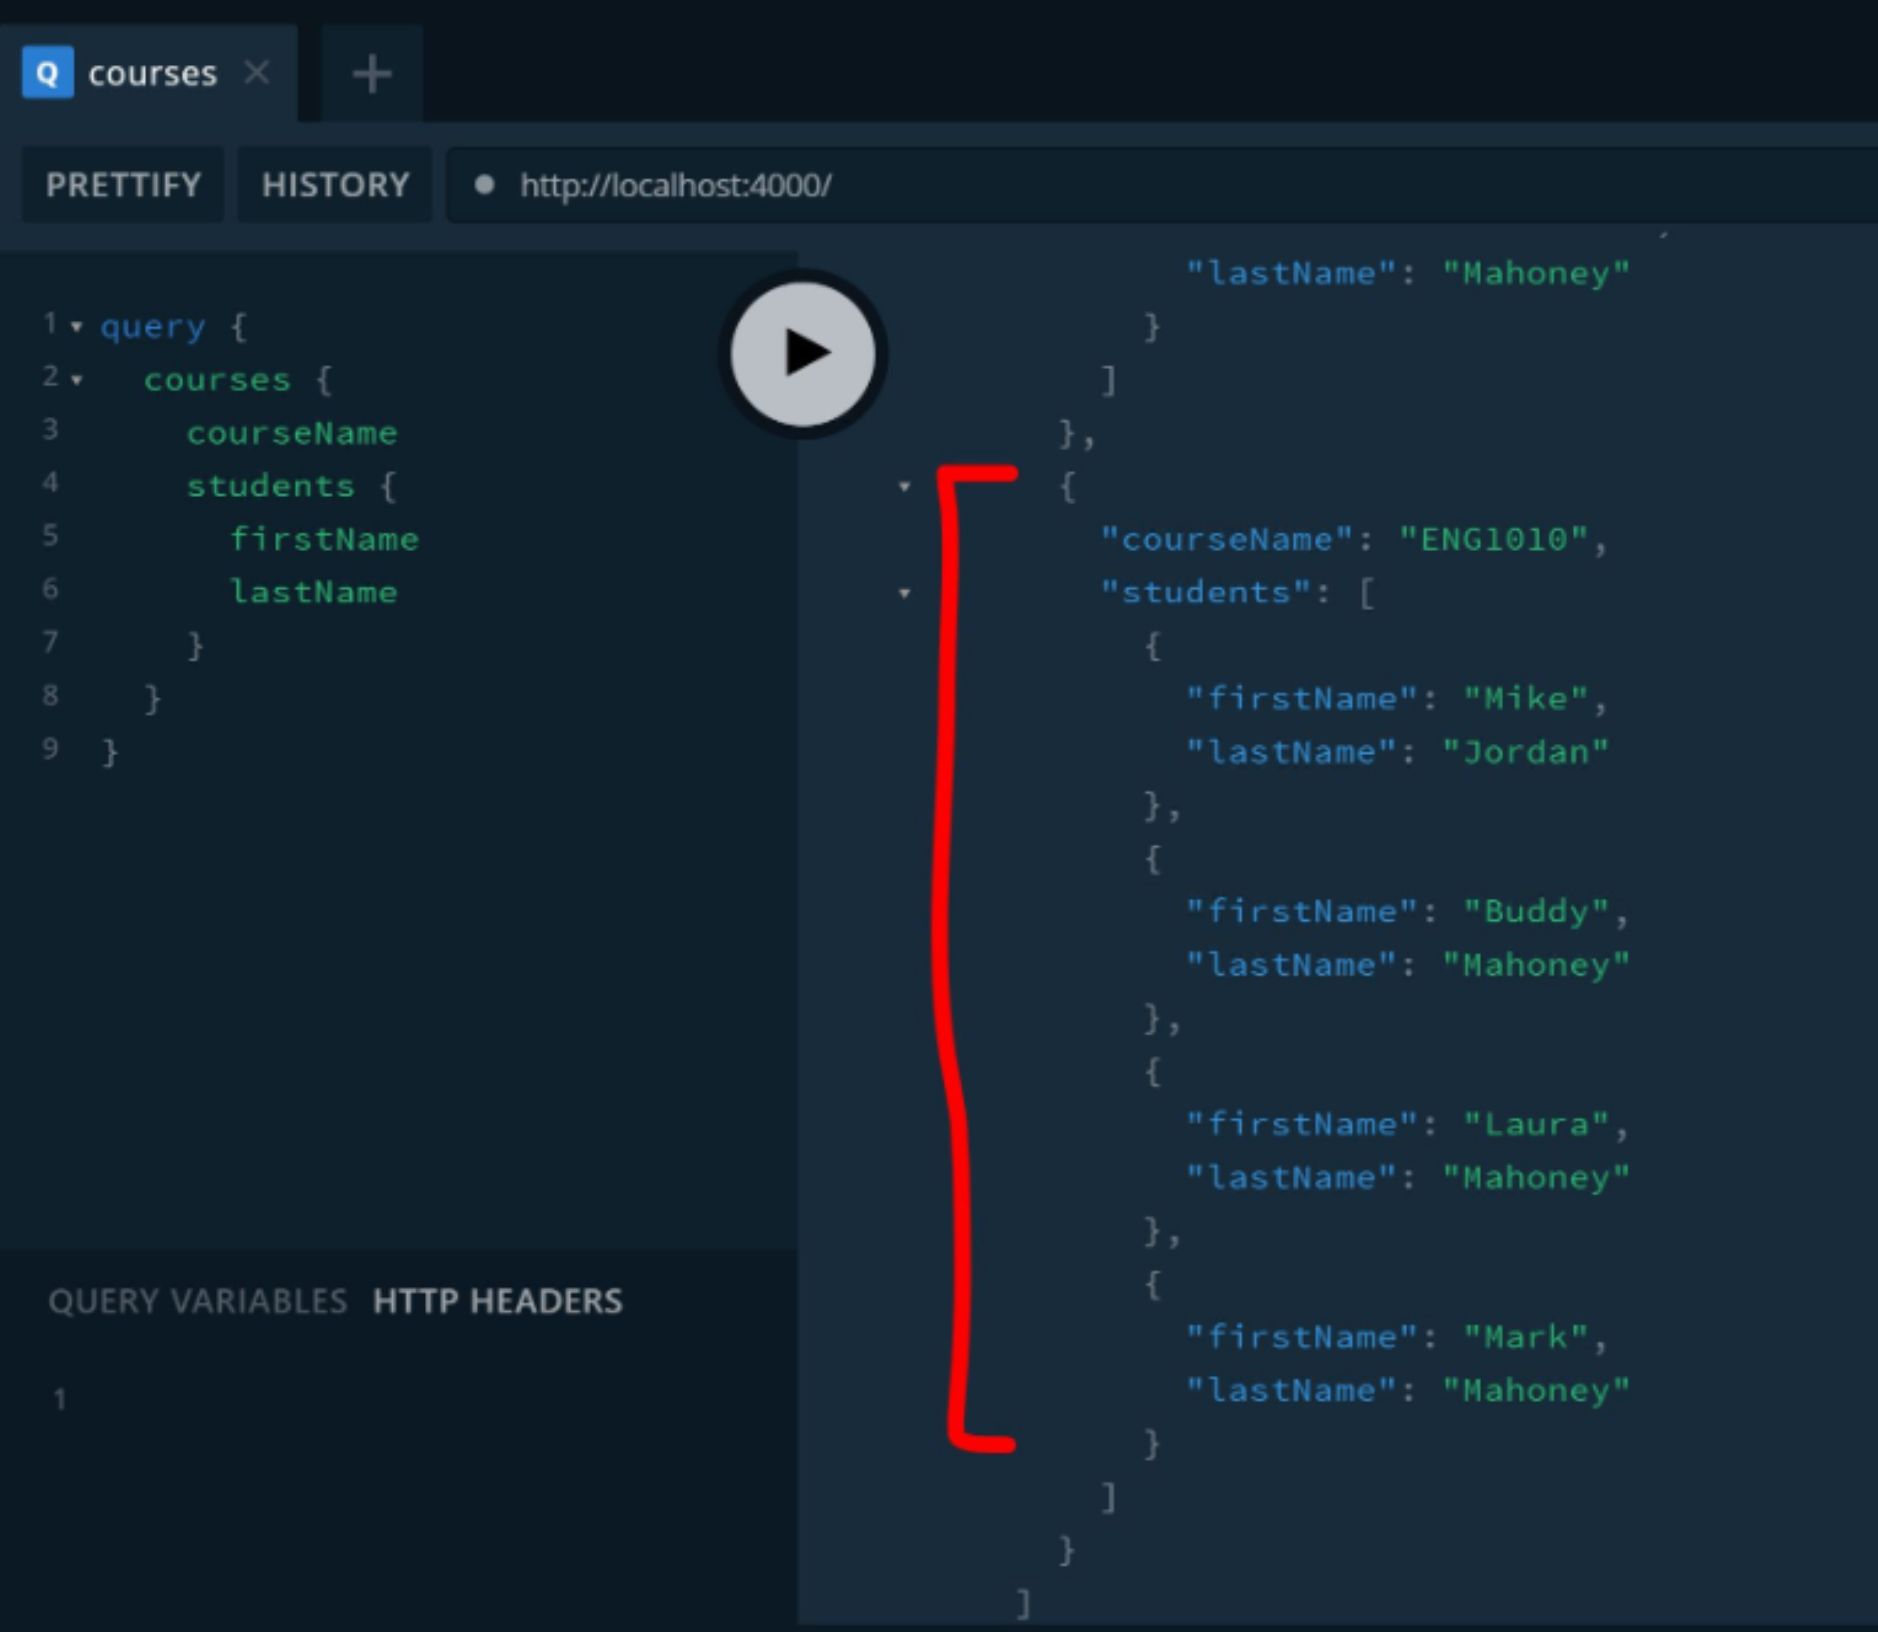 Q courses ×
PRETTIFY HISTORY http://localhost:4000/
1 query {
2 courses {
3 courseName
4 students {
5 firstName
6 lastName
7 }
8 }
9 }
QUERY VARIABLES HTTP HEADERS
1
"lastName": "Mahoney"
}
]
},
{
"courseName": "ENG1010",
"students": [
{
"firstName": "Mike",
"lastName": "Jordan"
},
{
"firstName": "Buddy",
"lastName": "Mahoney"
},
{
"firstName": "Laura",
"lastName": "Mahoney"
},
{
"firstName": "Mark",
"lastName": "Mahoney"
}
]
}
]